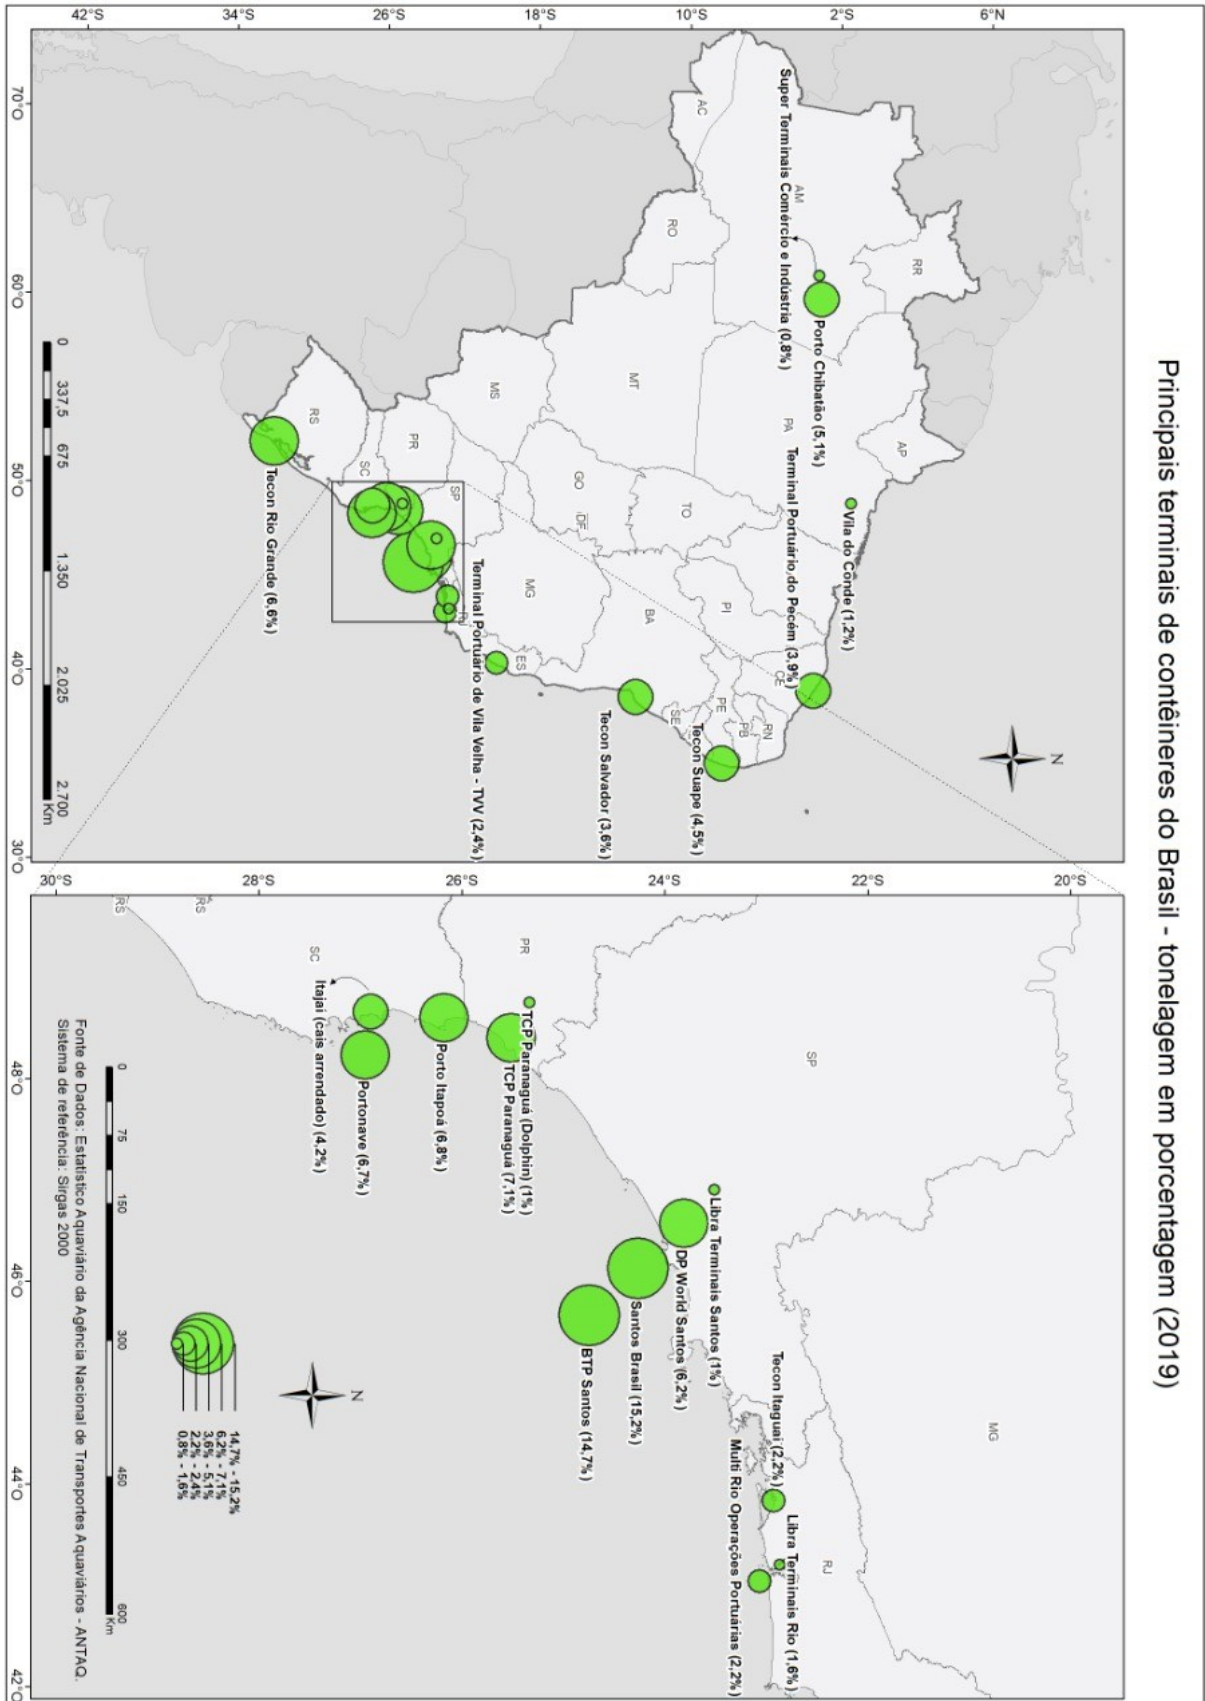 Principais terminais de contêineres do Brasil - tonelagem em porcentagem (2019)
70°O
60°O
50°O
40°O
30°O
6°N
2°S
10°S
18°S
26°S
34°S
42°S
N
RR
AP
AM
PA
AC
RO
MT
TO
PI
CE
RN
PB
PE
SE
BA
GO
DF
MG
ES
MS
SP
RJ
PR
SC
RS
Vila do Conde (1,2%)
Porto Chibatão (5,1%)
Super Terminais Comércio e Indústria (0,8%)
Terminal Portuário do Pecém (3,9%)
Tecon Suape (4,5%)
Tecon Salvador (3,6%)
Terminal Portuário de Vila Velha - TVV (2,4%)
Tecon Rio Grande (6,6%)
0 337,5 675 1.350 2.025 2.700
Km
20°S
22°S
24°S
26°S
28°S
30°S
48°O
46°O
44°O
42°O
MG
SP
RJ
PR
SC
RS
RS
Libra Terminais Rio (1,6%)
Tecon Itaguai (2,2%)
Multi Rio Operações Portuárias (2,2%)
Libra Terminais Santos (1%)
DP World Santos (6,2%)
Santos Brasil (15,2%)
BTP Santos (14,7%)
TCP Paranaguá (Dolphin) (1%)
TCP Paranaguá (7,1%)
Porto Itapoá (6,8%)
Portonave (6,7%)
Itajaí (cais arrendado) (4,2%)
N
14,7% - 15,2%
6,2% - 7,1%
3,6% - 5,1%
2,2% - 2,4%
0,8% - 1,6%
0 75 150 300 450 600
Km
Fonte de Dados: Estatístico Aquaviário da Agência Nacional de Transportes Aquaviários - ANTAQ.
Sistema de referência: Sirgas 2000